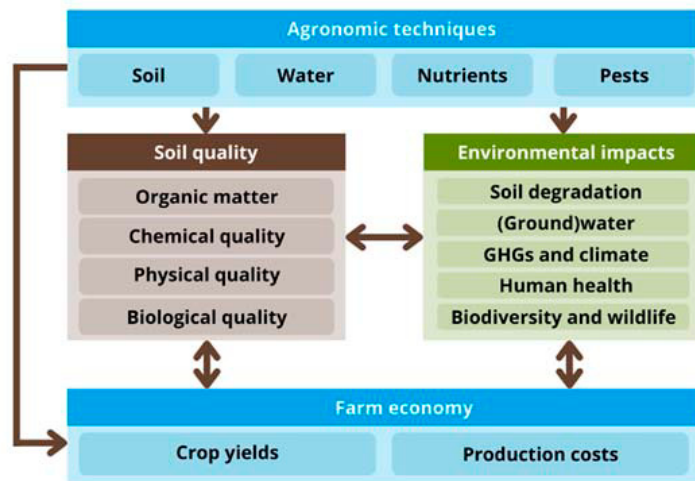 Agronomic techniques
Soil
Water
Nutrients
Pests
Soil quality
Organic matter
Chemical quality
Physical quality
Biological quality
Environmental impacts
Soil degradation
(Ground)water
GHGs and climate
Human health
Biodiversity and wildlife
Farm economy
Crop yields
Production costs